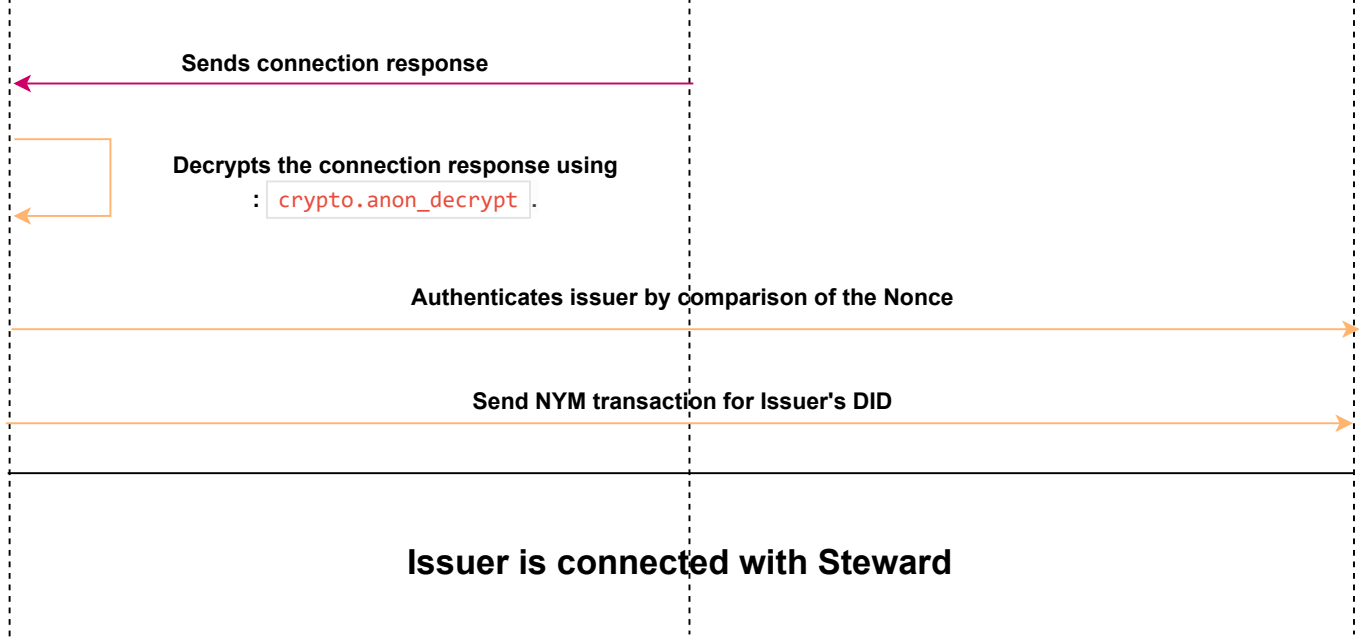 Sends connection response
Decrypts the connection response using
: crypto.anon_decrypt .
Authenticates issuer by comparison of the Nonce
Send NYM transaction for Issuer's DID
Issuer is connected with Steward